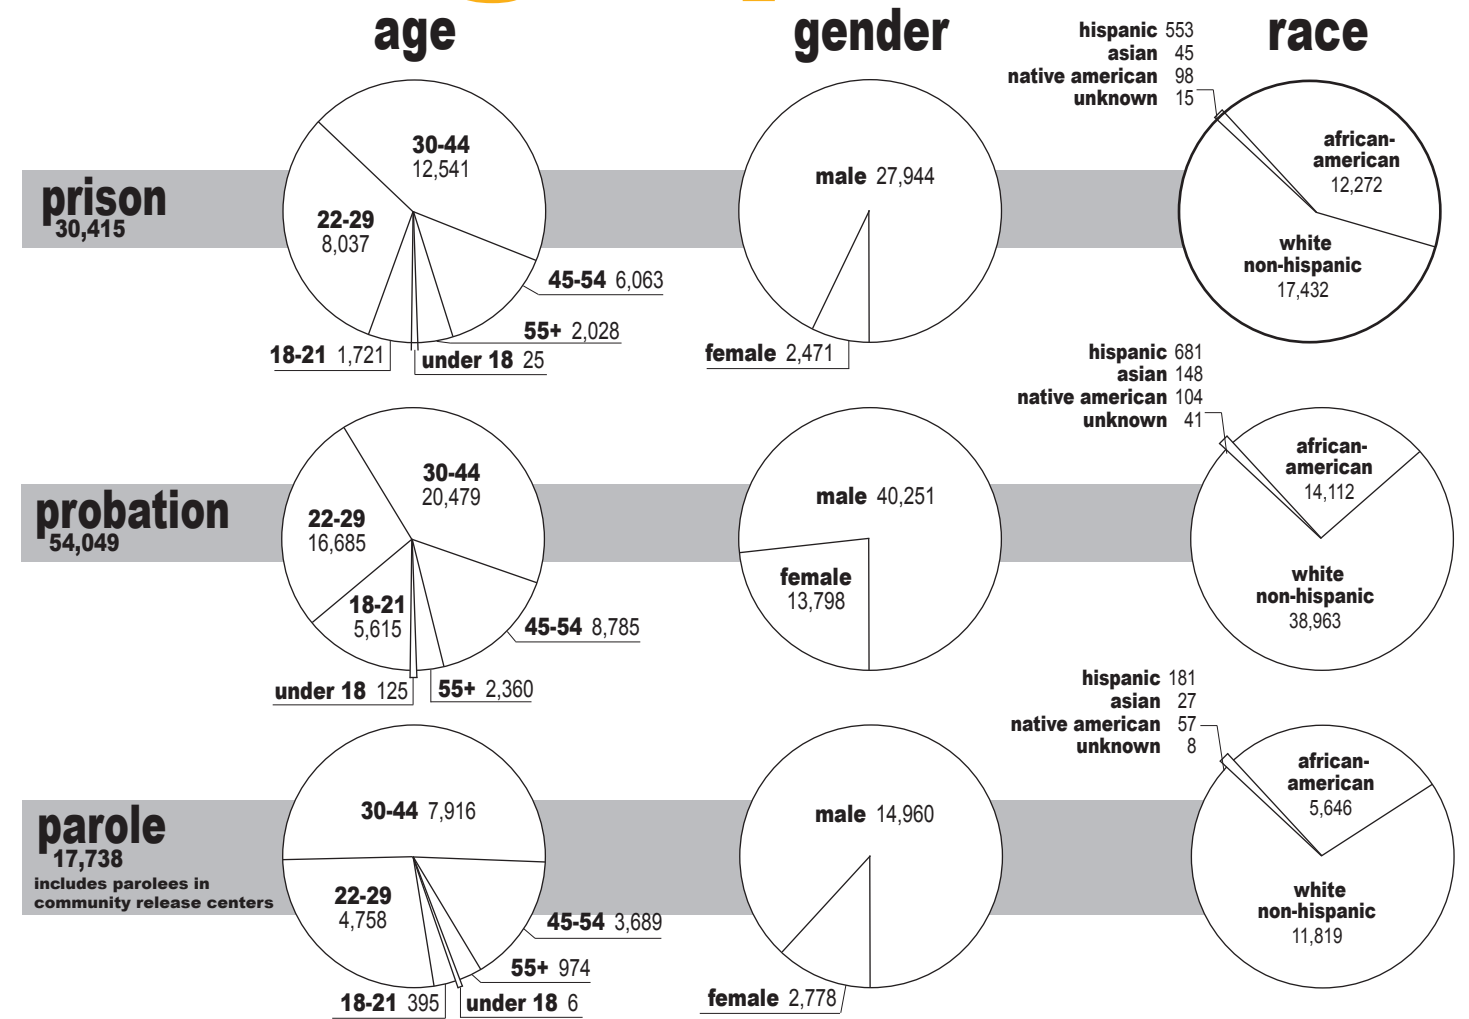 age
gender
race
hispanic 553
asian 45
native american 98
unknown 15
prison
30,415
30-44
12,541
22-29
8,037
45-54 6,063
55+ 2,028
18-21 1,721
under 18 25
male 27,944
female 2,471
african-
american
12,272
white
non-hispanic
17,432
hispanic 681
asian 148
native american 104
unknown 41
probation
54,049
30-44
20,479
22-29
16,685
18-21
5,615
45-54 8,785
under 18 125
55+ 2,360
male 40,251
female
13,798
african-
american
14,112
white
non-hispanic
38,963
hispanic 181
asian 27
native american 57
unknown 8
parole
17,738
includes parolees in
community release centers
30-44 7,916
22-29
4,758
45-54 3,689
55+ 974
18-21 395
under 18 6
male 14,960
female 2,778
african-
american
5,646
white
non-hispanic
11,819